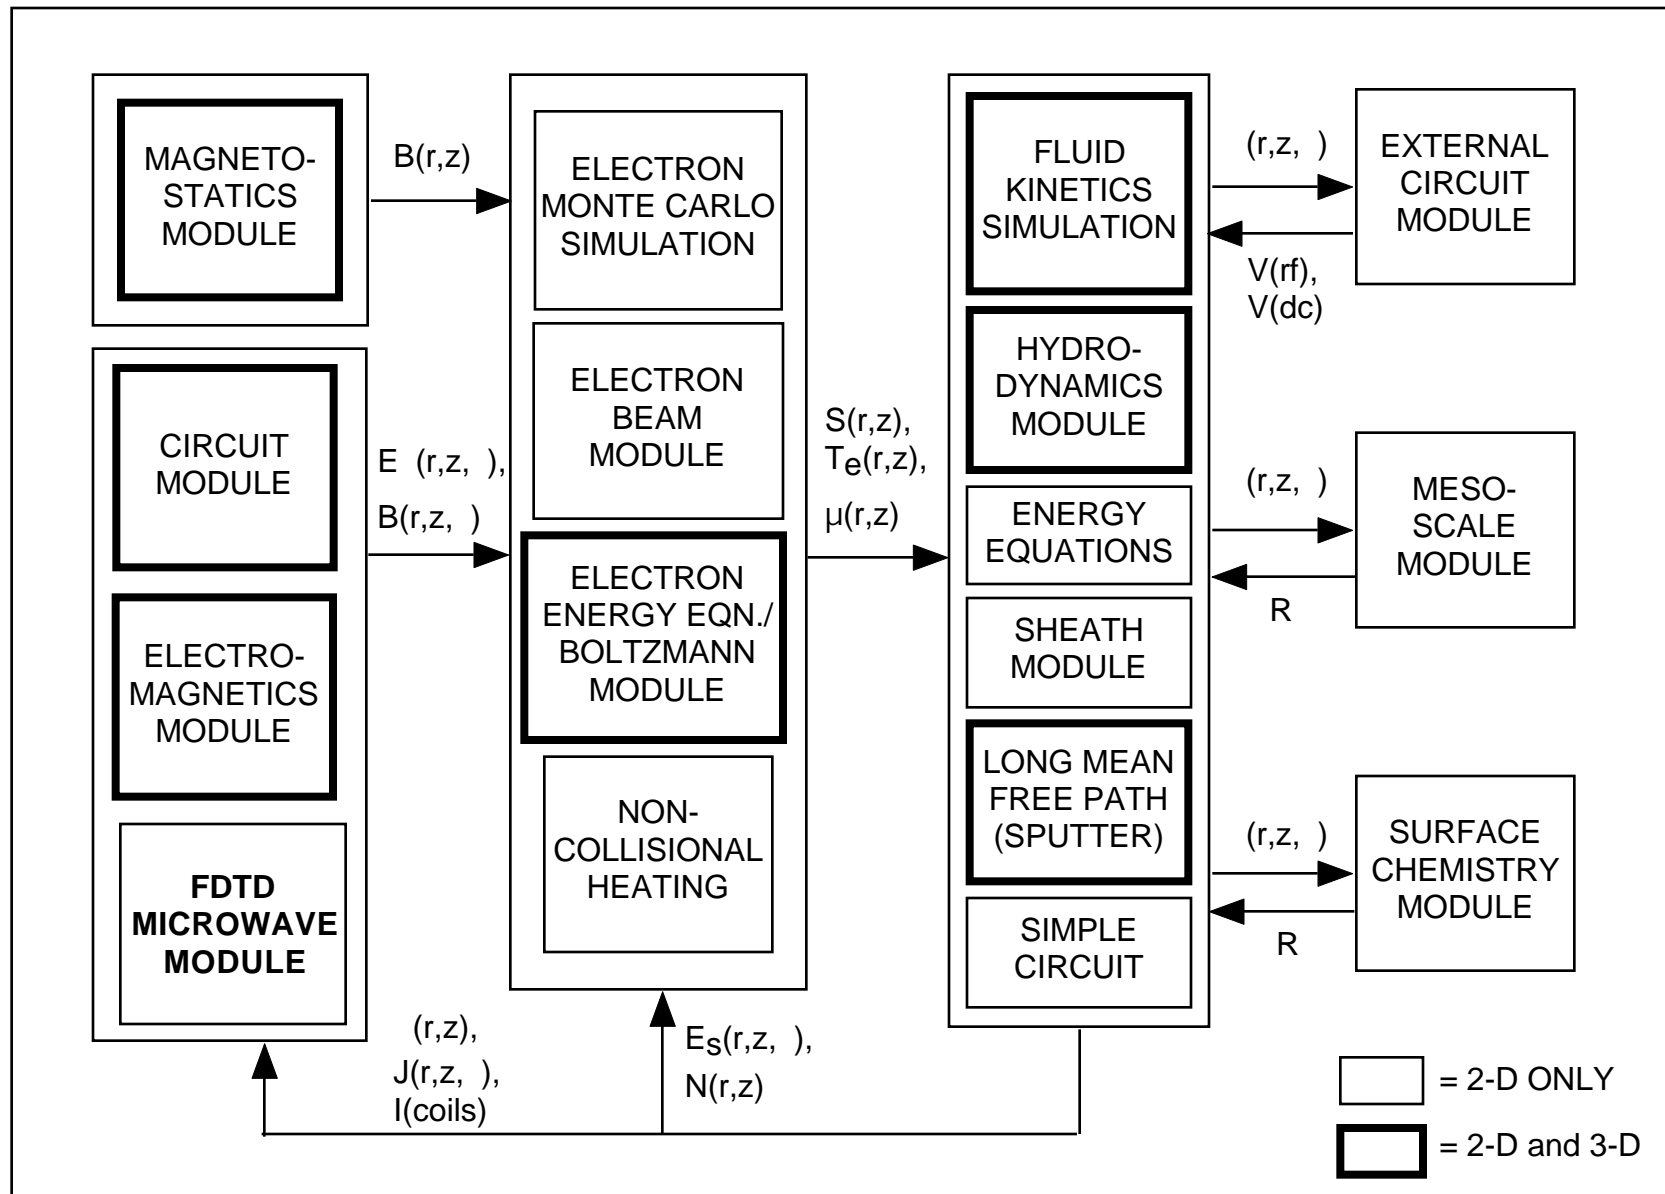 MAGNETO-
STATICS
MODULE
B(r,z)
CIRCUIT
MODULE
E (r,z, ),
B(r,z, )
ELECTRO-
MAGNETICS
MODULE
FDTD
MICROWAVE
MODULE
ELECTRON
MONTE CARLO
SIMULATION
ELECTRON
BEAM
MODULE
ELECTRON
ENERGY EQN./
BOLTZMANN
MODULE
NON-
COLLISIONAL
HEATING
S(r,z),
Te(r,z),
µ(r,z)
FLUID
KINETICS
SIMULATION
HYDRO-
DYNAMICS
MODULE
ENERGY
EQUATIONS
SHEATH
MODULE
LONG MEAN
FREE PATH
(SPUTTER)
SIMPLE
CIRCUIT
(r,z, )
V(rf),
V(dc)
EXTERNAL
CIRCUIT
MODULE
(r,z, )
R
MESO-
SCALE
MODULE
(r,z, )
R
SURFACE
CHEMISTRY
MODULE
(r,z),
J(r,z, ),
I(coils)
Es(r,z, ),
N(r,z)
= 2-D ONLY
= 2-D and 3-D